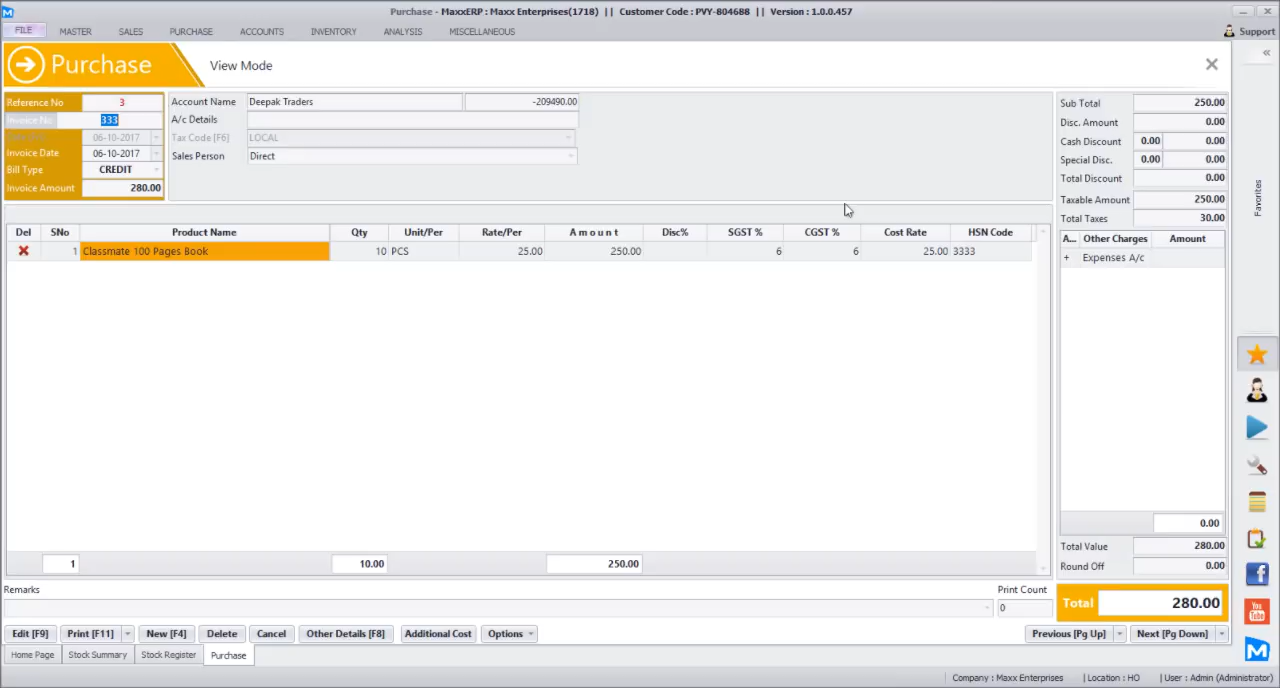 Purchase - MaxxERP : Maxx Enterprises(1718) || Customer Code : PVY-804688 || Version : 1.0.0.457
FILE MASTER SALES PURCHASE ACCOUNTS INVENTORY ANALYSIS MISCELLANEOUS Support
Purchase View Mode
Reference No 3 Account Name Deepak Traders -209490.00
Invoice No 333 A/c Details
06-10-2017 Tax Code [F6] LOCAL
Invoice Date 06-10-2017 Sales Person Direct
Bill Type CREDIT
Invoice Amount 280.00
Sub Total 250.00
Disc. Amount 0.00
Cash Discount 0.00 0.00
Special Disc. 0.00 0.00
Total Discount 0.00
Taxable Amount 250.00
Total Taxes 30.00
Favorites
Del SNo Product Name Qty Unit/Per Rate/Per A m o u n t Disc% SGST % CGST % Cost Rate HSN Code
1 Classmate 100 Pages Book 10 PCS 25.00 250.00 6 6 25.00 3333
A... Other Charges Amount
+ Expenses A/c
0.00
1 10.00 250.00
Total Value 280.00
Round Off 0.00
Remarks Print Count
0
Total 280.00
Edit [F9] Print [F11] New [F4] Delete Cancel Other Details [F8] Additional Cost Options Previous [Pg Up] Next [Pg Down]
Home Page Stock Summary Stock Register Purchase
You Tube
Company : Maxx Enterprises | Location : HO | User : Admin (Administrator)